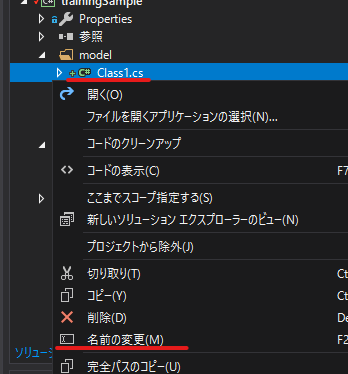 trainingSample
Properties
参照
model
C# Class1.cs
開く(O)
ファイルを開くアプリケーションの選択(N)...
コードのクリーンアップ
コードの表示(C) F7
ここまでスコープ指定する(S)
新しいソリューション エクスプローラーのビュー(N)
プロジェクトから除外(J)
切り取り(T) Ct
コピー(Y) Ct
削除(D) De
名前の変更(M) F2
完全パスのコピー(U)
ソリューシ